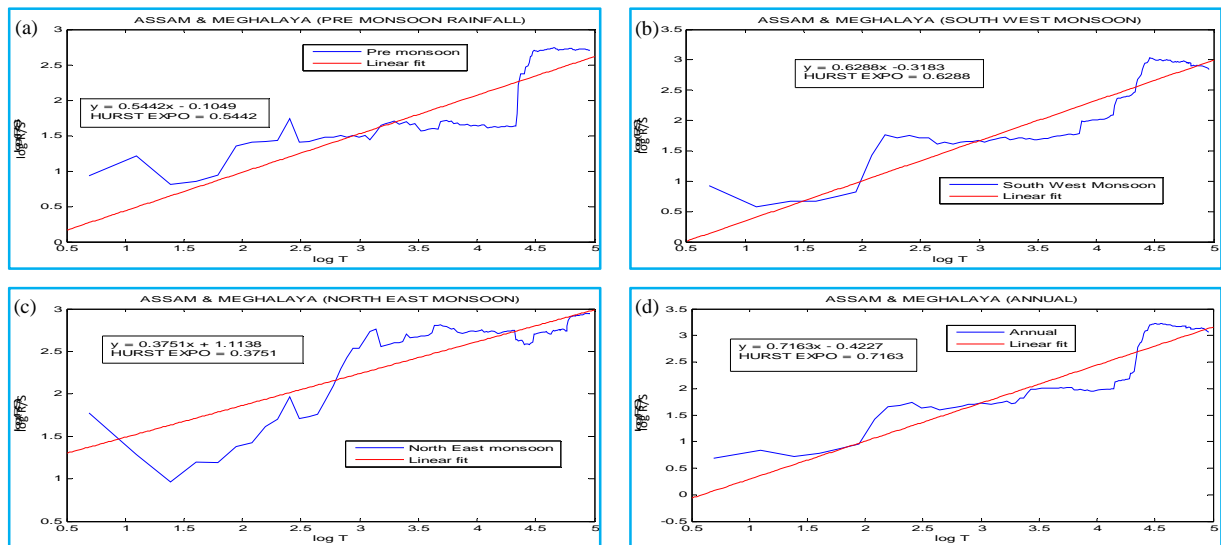 (a)
ASSAM & MEGHALAYA (PRE MONSOON RAINFALL)
3
2.5
2
1.5
1
0.5
0
log R/S
Pre monsoon
Linear fit
y = 0.5442x - 0.1049
HURST EXPO = 0.5442
0.5 1 1.5 2 2.5 3 3.5 4 4.5 5
log T
(b)
ASSAM & MEGHALAYA (SOUTH WEST MONSOON)
3.5
3
2.5
2
1.5
1
0.5
0
log R/S
y = 0.6288x -0.3183
HURST EXPO = 0.6288
South West Monsoon
Linear fit
0.5 1 1.5 2 2.5 3 3.5 4 4.5 5
log T
(c)
ASSAM & MEGHALAYA (NORTH EAST MONSOON)
3
2.5
2
1.5
1
0.5
log R/S
y = 0.3751x + 1.1138
HURST EXPO = 0.3751
North East monsoon
Linear fit
0.5 1 1.5 2 2.5 3 3.5 4 4.5 5
log T
(d)
ASSAM & MEGHALAYA (ANNUAL)
3.5
3
2.5
2
1.5
1
0.5
0
-0.5
log R/S
Annual
Linear fit
y = 0.7163x - 0.4227
HURST EXPO = 0.7163
0.5 1 1.5 2 2.5 3 3.5 4 4.5 5
log T